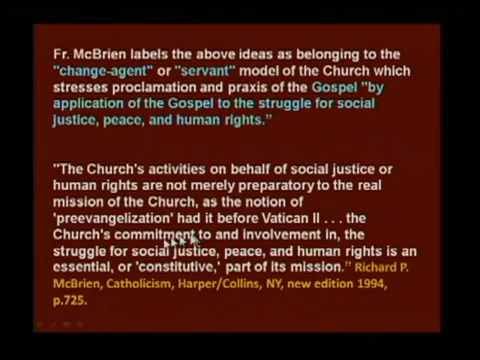 Fr. McBrien labels the above ideas as belonging to the
"change-agent" or "servant" model of the Church which
stresses proclamation and praxis of the Gospel "by
application of the Gospel to the struggle for social
justice, peace, and human rights.”
"The Church's activities on behalf of social justice or
human rights are not merely preparatory to the real
mission of the Church, as the notion of
'preevangelization' had it before Vatican II . . . the
Church's commitment to and involvement in, the
struggle for social justice, peace, and human rights is an
essential, or 'constitutive,' part of its mission.” Richard P.
McBrien, Catholicism, Harper/Collins, NY, new edition 1994,
p.725.